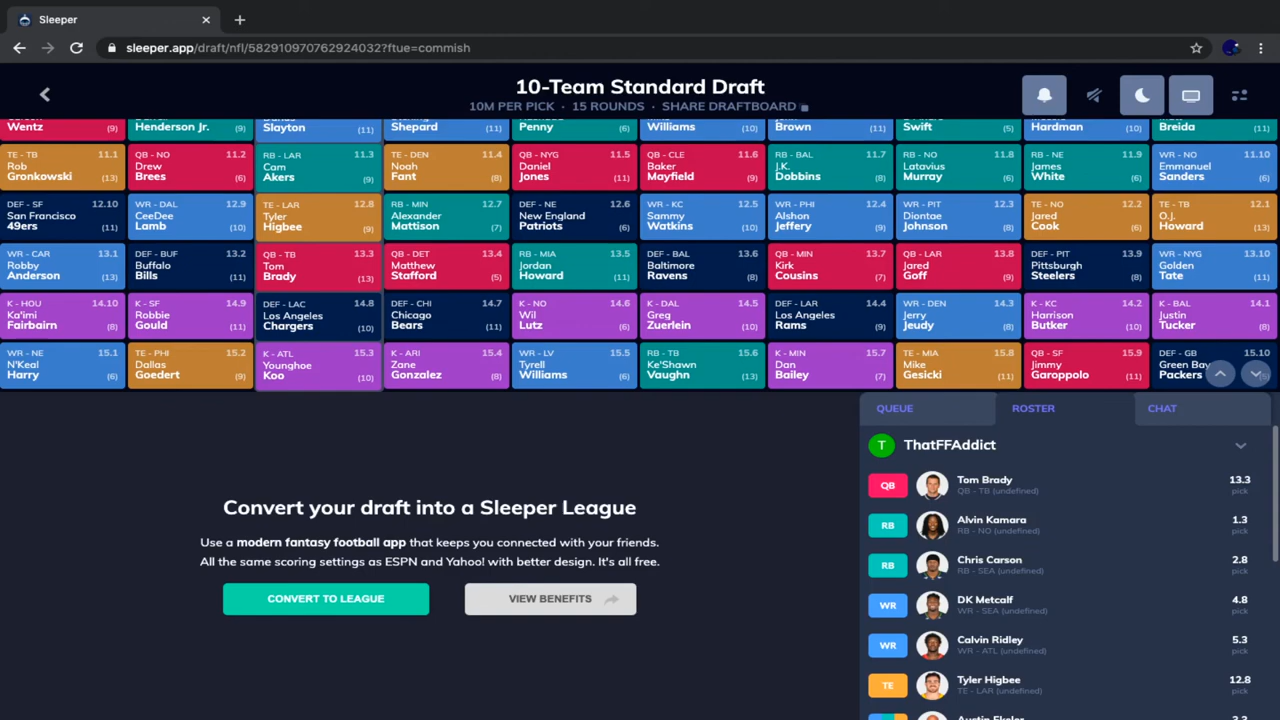 Sleeper
sleeper.app/draft/nfl/582910970762924032?ftue=commish
10-Team Standard Draft
10M PER PICK • 15 ROUNDS • SHARE DRAFTBOARD
Wentz (9) Henderson Jr. (9) Slayton (11) Shepard (11) Penny (6) Williams (10) Brown (11) Swift (5) Hardman (10) Breida (11)
TE - TB 11.1 QB - NO 11.2 RB - LAR 11.3 TE - DEN 11.4 QB - NYG 11.5 QB - CLE 11.6 RB - BAL 11.7 RB - NO 11.8 RB - NE 11.9 WR - NO 11.10
Rob Drew Cam Noah Daniel Baker J.K. Latavius James Emmanuel
Gronkowski (13) Brees (6) Akers (9) Fant (8) Jones (11) Mayfield (9) Dobbins (8) Murray (6) White (6) Sanders (6)
DEF - SF 12.10 WR - DAL 12.9 TE - LAR 12.8 RB - MIN 12.7 DEF - NE 12.6 WR - KC 12.5 WR - PHI 12.4 WR - PIT 12.3 TE - NO 12.2 TE - TB 12.1
San Francisco CeeDee Tyler Alexander New England Sammy Alshon Diontae Jared O.J.
49ers (11) Lamb (10) Higbee (9) Mattison (7) Patriots (6) Watkins (10) Jeffery (9) Johnson (8) Cook (6) Howard (13)
WR - CAR 13.1 DEF - BUF 13.2 QB - TB 13.3 QB - DET 13.4 RB - MIA 13.5 DEF - BAL 13.6 QB - MIN 13.7 QB - LAR 13.8 DEF - PIT 13.9 WR - NYG 13.10
Robby Buffalo Tom Matthew Jordan Baltimore Kirk Jared Pittsburgh Golden
Anderson (13) Bills (11) Brady (13) Stafford (5) Howard (11) Ravens (8) Cousins (7) Goff (9) Steelers (8) Tate (11)
K - HOU 14.10 K - SF 14.9 DEF - LAC 14.8 DEF - CHI 14.7 K - NO 14.6 K - DAL 14.5 DEF - LAR 14.4 WR - DEN 14.3 K - KC 14.2 K - BAL 14.1
Ka'imi Robbie Los Angeles Chicago Wil Greg Los Angeles Jerry Harrison Justin
Fairbairn (8) Gould (11) Chargers (10) Bears (11) Lutz (6) Zuerlein (10) Rams (9) Jeudy (8) Butker (10) Tucker (8)
WR - NE 15.1 TE - PHI 15.2 K - ATL 15.3 K - ARI 15.4 WR - LV 15.5 RB - TB 15.6 K - MIN 15.7 TE - MIA 15.8 QB - SF 15.9 DEF - GB 15.10
N'Keal Dallas Younghoe Zane Tyrell Ke'Shawn Dan Mike Jimmy Green Bay
Harry (6) Goedert (9) Koo (10) Gonzalez (8) Williams (6) Vaughn (13) Bailey (7) Gesicki (11) Garoppolo (11) Packers
Convert your draft into a Sleeper League
Use a modern fantasy football app that keeps you connected with your friends.
All the same scoring settings as ESPN and Yahoo! with better design. It's all free.
CONVERT TO LEAGUE VIEW BENEFITS
QUEUE ROSTER CHAT
T ThatFFAddict
QB Tom Brady 13.3
QB - TB (undefined) pick
RB Alvin Kamara 1.3
RB - NO (undefined) pick
RB Chris Carson 2.8
RB - SEA (undefined) pick
WR DK Metcalf 4.8
WR - SEA (undefined) pick
WR Calvin Ridley 5.3
WR - ATL (undefined) pick
TE Tyler Higbee 12.8
TE - LAR (undefined) pick
Austin Ekeler